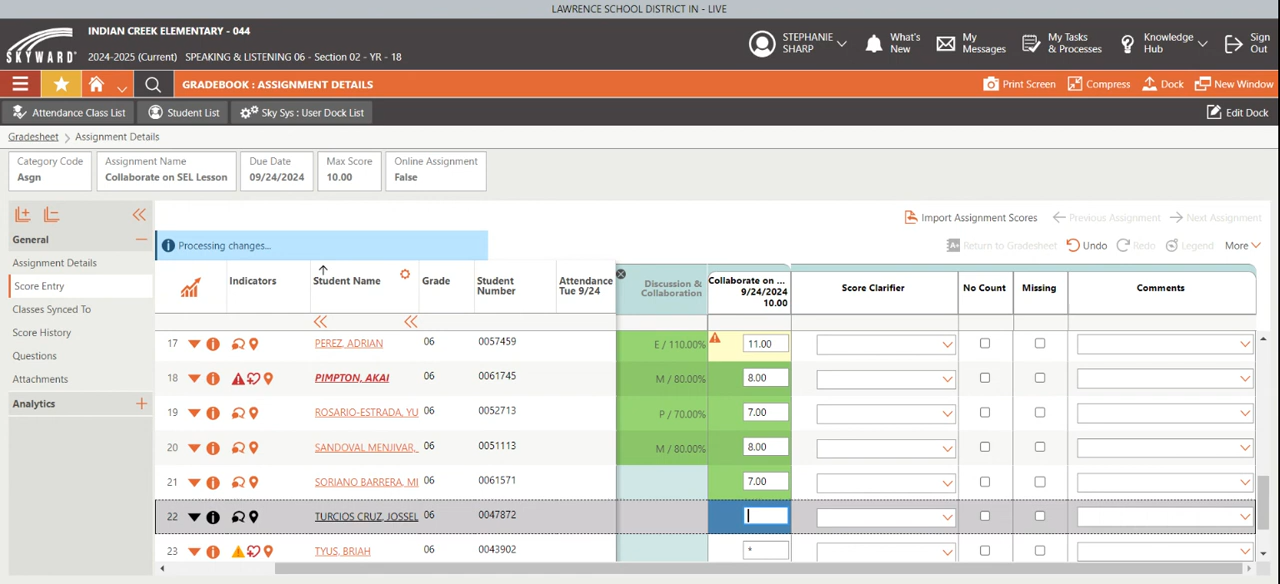 LAWRENCE SCHOOL DISTRICT IN - LIVE
SKYWARD®
INDIAN CREEK ELEMENTARY - 044
2024-2025 (Current) SPEAKING & LISTENING 06 - Section 02 - YR - 18
STEPHANIE SHARP
What's New
My Messages
My Tasks & Processes
Knowledge Hub
Sign Out
GRADEBOOK : ASSIGNMENT DETAILS
Print Screen Compress Dock New Window
Attendance Class List Student List Sky Sys : User Dock List Edit Dock
Gradesheet > Assignment Details
Category Code Assignment Name Due Date Max Score Online Assignment
Asgn Collaborate on SEL Lesson 09/24/2024 10.00 False
General
Assignment Details
Score Entry
Classes Synced To
Score History
Questions
Attachments
Analytics
Import Assignment Scores Previous Assignment Next Assignment
Processing changes...
Return to Gradesheet Undo Redo Legend More
Indicators Student Name Grade Student Number Attendance Tue 9/24 Discussion & Collaboration Collaborate on ... 9/24/2024 10.00 Score Clarifier No Count Missing Comments
17 PEREZ, ADRIAN 06 0057459 E / 110.00% 11.00
18 PIMPTON, AKAI 06 0061745 M / 80.00% 8.00
19 ROSARIO-ESTRADA, YU 06 0052713 P / 70.00% 7.00
20 SANDOVAL MENJIVAR, 06 0051113 M / 80.00% 8.00
21 SORIANO BARRERA, MI 06 0061571 7.00
22 TURCIOS CRUZ, JOSSEL 06 0047872
23 TYUS, BRIAH 06 0043902 *